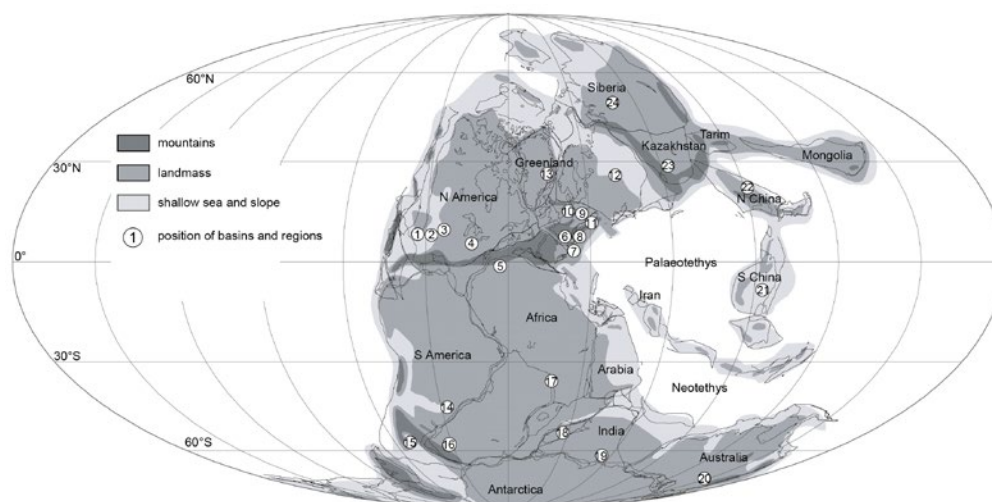 60°N
Siberia
24
Tarim
mountains
Kazakhstan
Mongolia
30°N
landmass
Greenland
23
13
12
22
N China
shallow sea and slope
N America
10
9
11
1
position of basins and regions
1
2
3
4
6
8
7
0°
5
Palaeotethys
S China
21
Iran
Africa
30°S
S America
Arabia
17
Neotethys
14
18
India
15
16
19
60°S
Australia
20
Antarctica